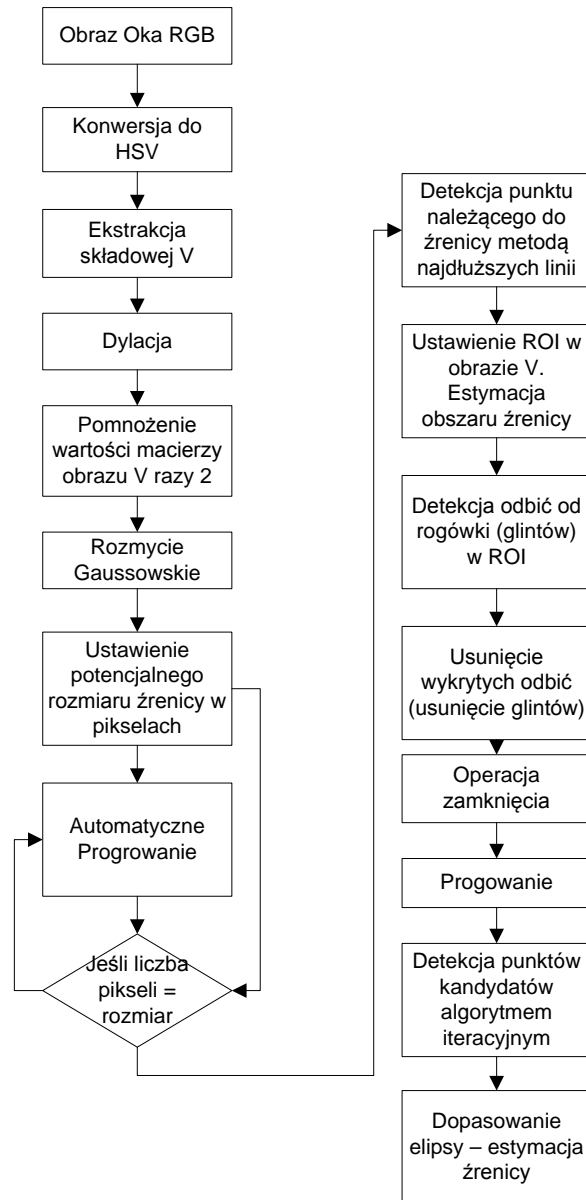 Obraz Oka RGB
Konwersja do
HSV
Ekstrakcja
składowej V
Dylacja
Pomnożenie
wartości macierzy
obrazu V razy 2
Rozmycie
Gaussowskie
Ustawienie
potencjalnego
rozmiaru źrenicy w
pikselach
Automatyczne
Progrowanie
Jeśli liczba
pikseli =
rozmiar
Detekcja punktu
należącego do
źrenicy metodą
najdłuższych linii
Ustawienie ROI w
obrazie V.
Estymacja
obszaru źrenicy
Detekcja odbić od
rogówki (glintów)
w ROI
Usunięcie
wykrytych odbić
(usunięcie glintów)
Operacja
zamknięcia
Progowanie
Detekcja punktów
kandydatów
algorytmem
iteracyjnym
Dopasowanie
elipsy – estymacja
źrenicy